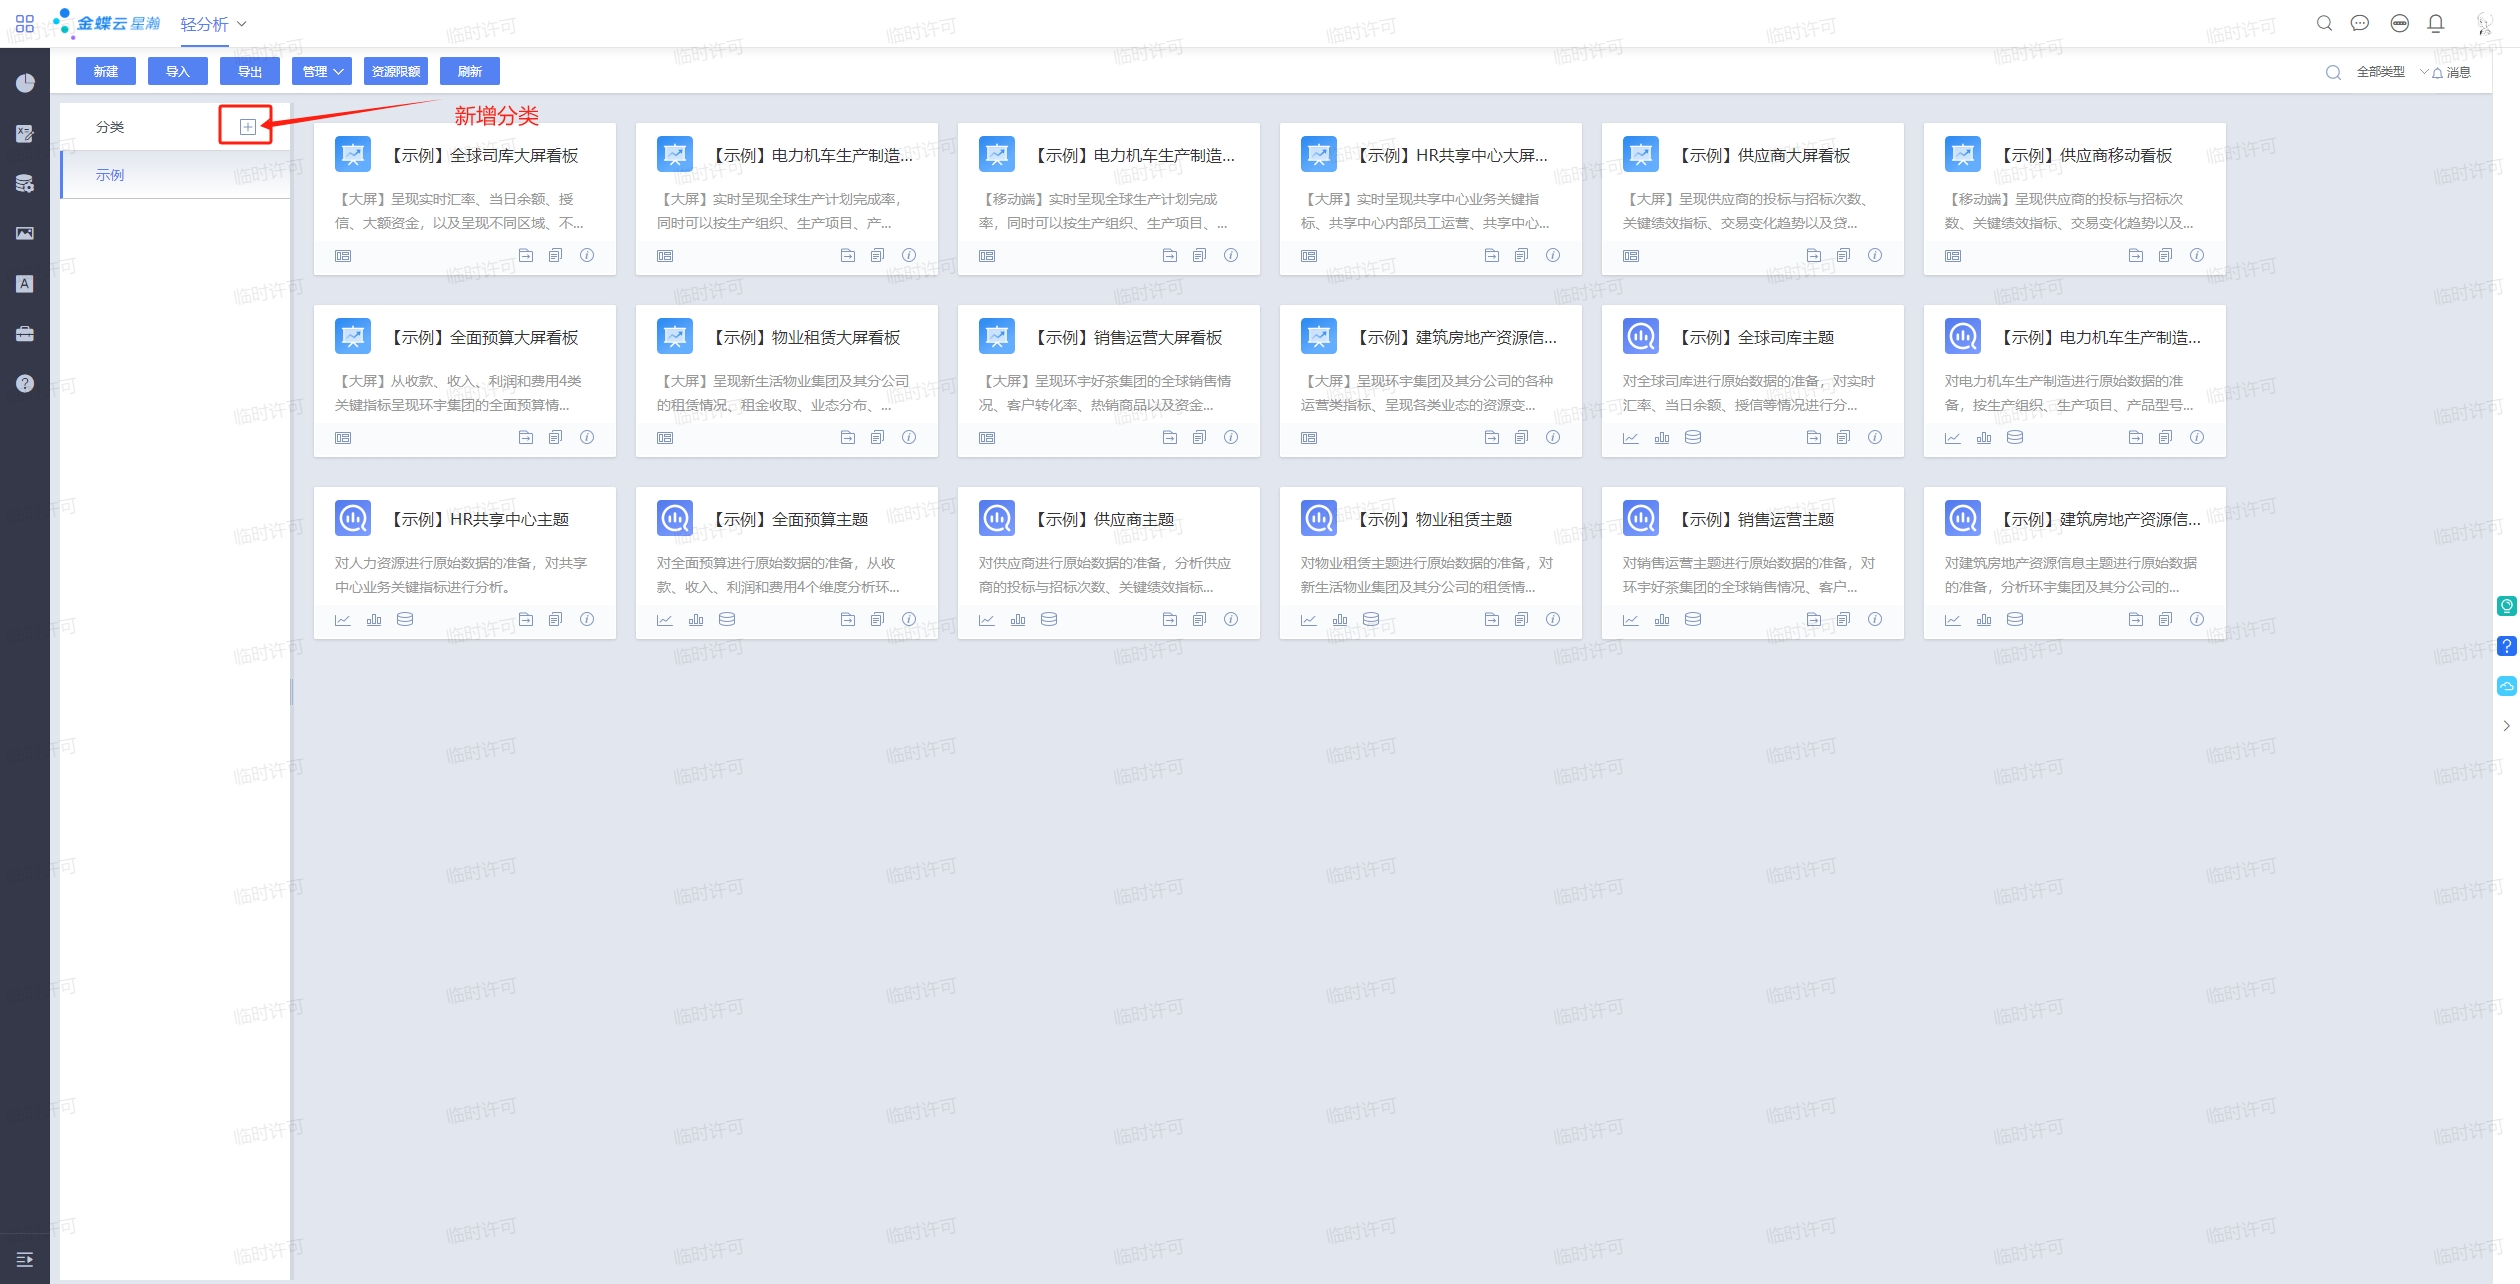 金蝶云星瀚 轻分析
新建 导入 导出 管理 资源限额 刷新 全部类型 消息
分类
新增分类
示例
【示例】全球司库大屏看板
【大屏】呈现实时汇率、当日余额、授
信、大额资金，以及呈现不同区域、不...
【示例】电力机车生产制造...
【大屏】实时呈现全球生产计划完成率，
同时可以按生产组织、生产项目、产...
【示例】电力机车生产制造...
【移动端】实时呈现全球生产计划完成
率，同时可以按生产组织、生产项目、...
【示例】HR共享中心大屏...
【大屏】实时呈现共享中心业务关键指
标、共享中心内部员工运营、共享中心...
【示例】供应商大屏看板
【大屏】呈现供应商的投标与招标次数、
关键绩效指标、交易变化趋势以及贷...
【示例】供应商移动看板
【移动端】呈现供应商的投标与招标次
数、关键绩效指标、交易变化趋势以及...
【示例】全面预算大屏看板
【大屏】从收款、收入、利润和费用4类
关键指标呈现环宇集团的全面预算情...
【示例】物业租赁大屏看板
【大屏】呈现新生活物业集团及其分公司
的租赁情况、租金收取、业态分布、...
【示例】销售运营大屏看板
【大屏】呈现环宇好茶集团的全球销售情
况、客户转化率、热销商品以及资金...
【示例】建筑房地产资源信...
【大屏】呈现环宇集团及其分公司的各种
运营类指标、呈现各类业态的资源变...
【示例】全球司库主题
对全球司库进行原始数据的准备，对实时
汇率、当日余额、授信等情况进行分...
【示例】电力机车生产制造...
对电力机车生产制造进行原始数据的准
备，按生产组织、生产项目、产品型号...
【示例】HR共享中心主题
对人力资源进行原始数据的准备，对共享
中心业务关键指标进行分析。
【示例】全面预算主题
对全面预算进行原始数据的准备，从收
款、收入、利润和费用4个维度分析环...
【示例】供应商主题
对供应商进行原始数据的准备，分析供应
商的投标与招标次数、关键绩效指标...
【示例】物业租赁主题
对物业租赁主题进行原始数据的准备，对
新生活物业集团及其分公司的租赁情...
【示例】销售运营主题
对销售运营主题进行原始数据的准备，对
环宇好茶集团的全球销售情况、客户...
【示例】建筑房地产资源信...
对建筑房地产资源信息主题进行原始数据
的准备，分析环宇集团及其分公司的...
临时许可